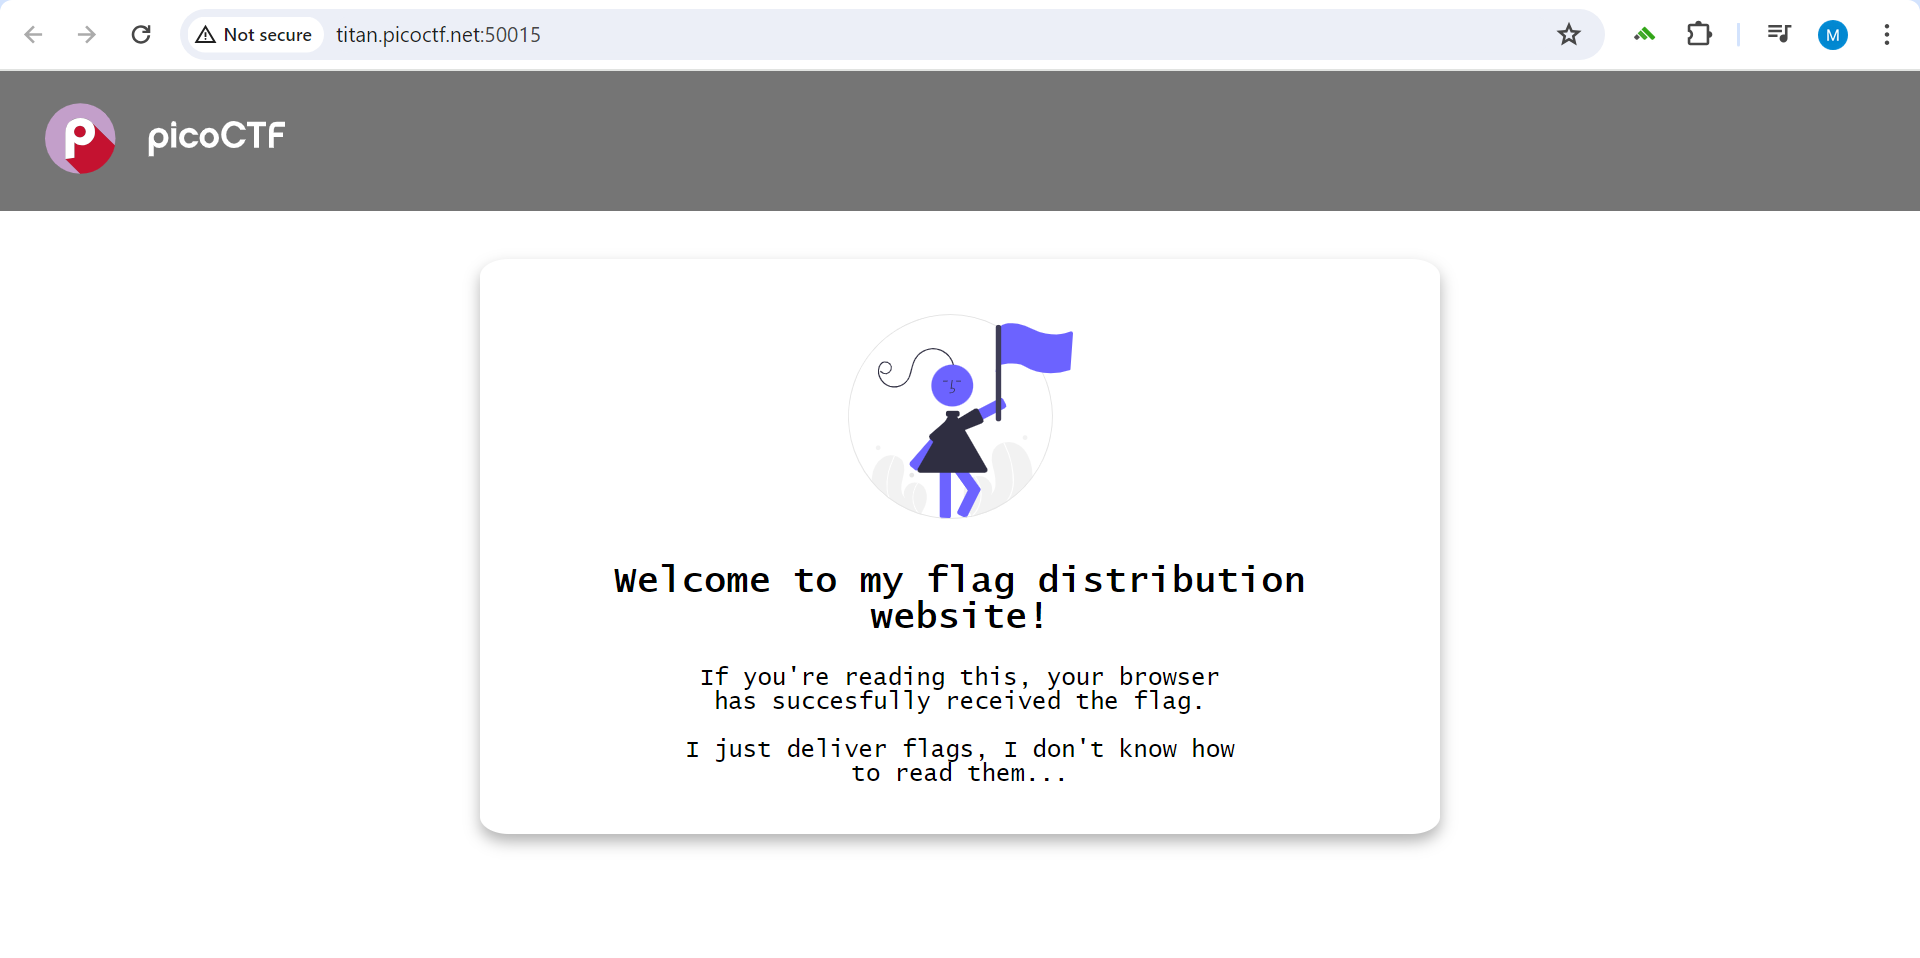 Not secure titan.picoctf.net:50015
M
picoCTF
Welcome to my flag distribution
website!
If you're reading this, your browser
has succesfully received the flag.
I just deliver flags, I don't know how
to read them...